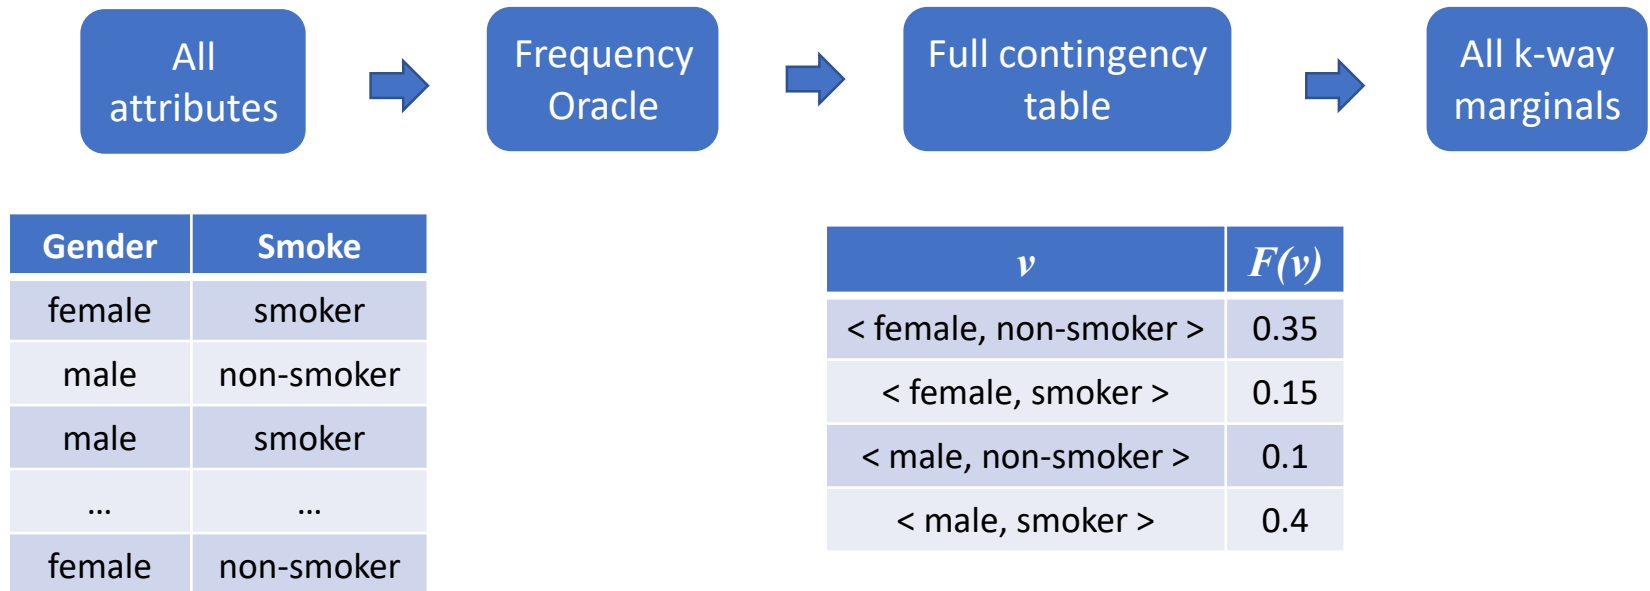 All
attributes
Frequency
Oracle
Full contingency
table
All k-way
marginals
Gender Smoke
female smoker
male non-smoker
male smoker
... ...
female non-smoker
v F(v)
< female, non-smoker > 0.35
< female, smoker > 0.15
< male, non-smoker > 0.1
< male, smoker > 0.4